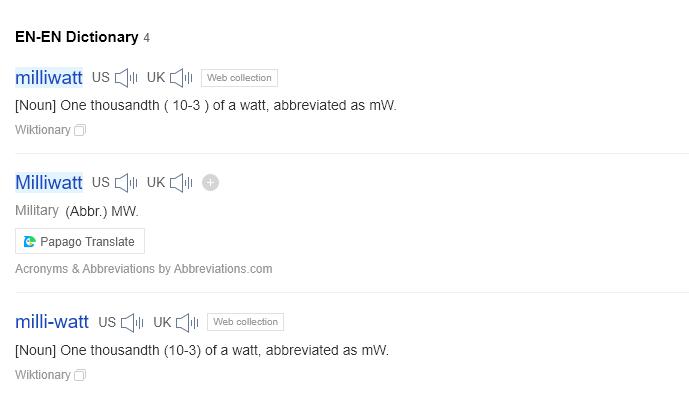 EN-EN Dictionary 4
milliwatt US UK Web collection
[Noun] One thousandth ( 10-3 ) of a watt, abbreviated as mW.
Wiktionary
Milliwatt US UK
Military (Abbr.) MW.
Papago Translate
Acronyms & Abbreviations by Abbreviations.com
milli-watt US UK Web collection
[Noun] One thousandth (10-3) of a watt, abbreviated as mW.
Wiktionary